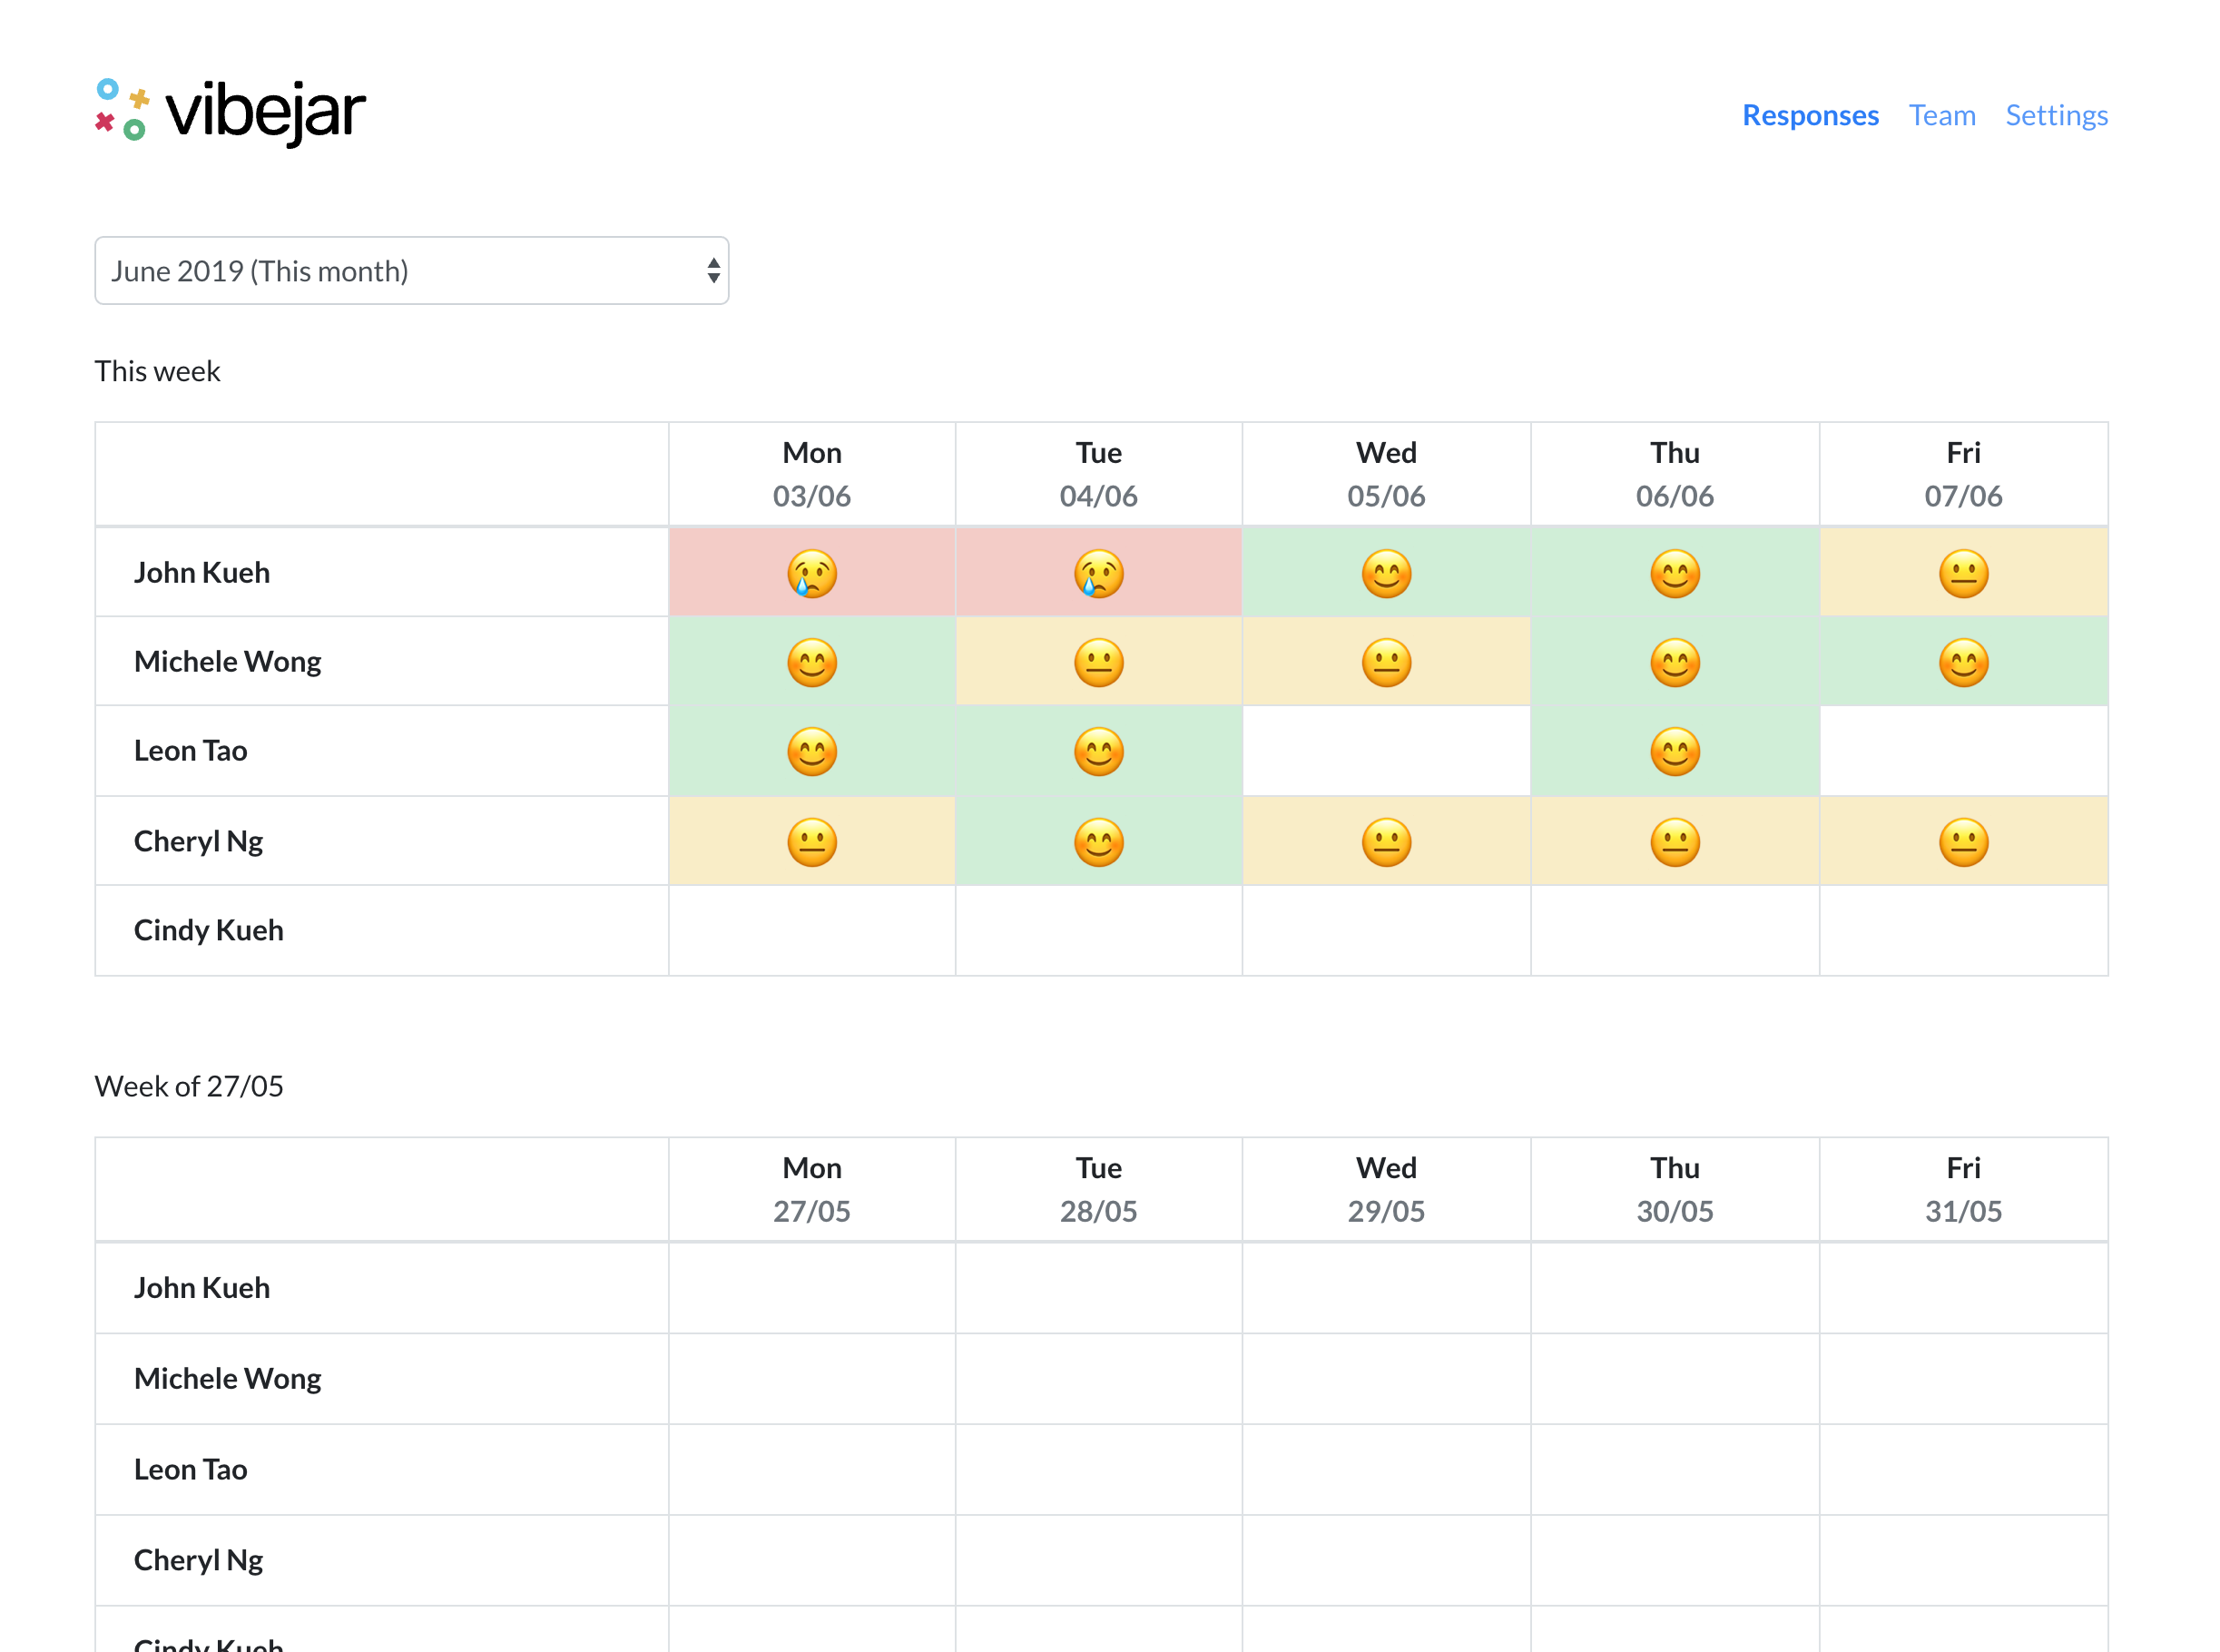 vibejar
Responses Team Settings
June 2019 (This month)
This week
Mon Tue Wed Thu Fri
03/06 04/06 05/06 06/06 07/06
John Kueh
Michele Wong
Leon Tao
Cheryl Ng
Cindy Kueh
Week of 27/05
Mon Tue Wed Thu Fri
27/05 28/05 29/05 30/05 31/05
John Kueh
Michele Wong
Leon Tao
Cheryl Ng
Cindy Kueh